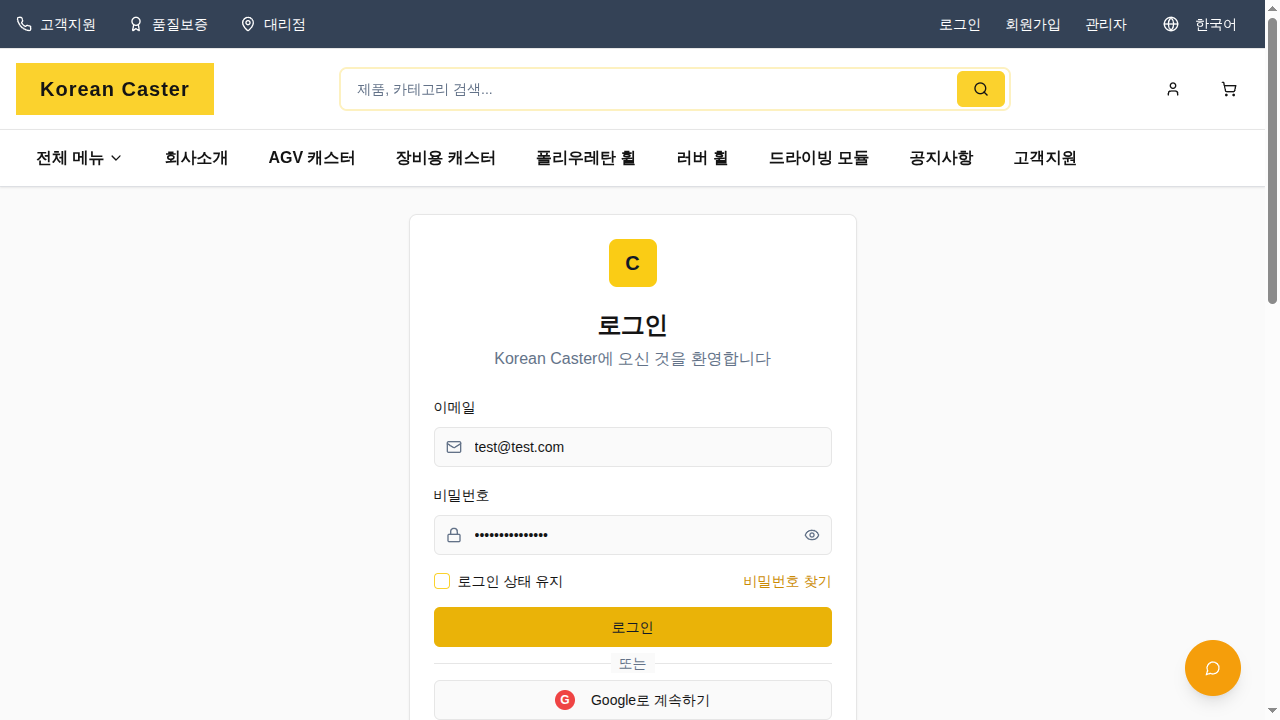 고객지원 품질보증 대리점 로그인 회원가입 관리자 한국어
Korean Caster 제품, 카테고리 검색...
전체 메뉴 회사소개 AGV 캐스터 장비용 캐스터 폴리우레탄 휠 러버 휠 드라이빙 모듈 공지사항 고객지원
C
로그인
Korean Caster에 오신 것을 환영합니다
이메일
test@test.com
비밀번호
•••••••••••••••
로그인 상태 유지 비밀번호 찾기
로그인
또는
G Google로 계속하기